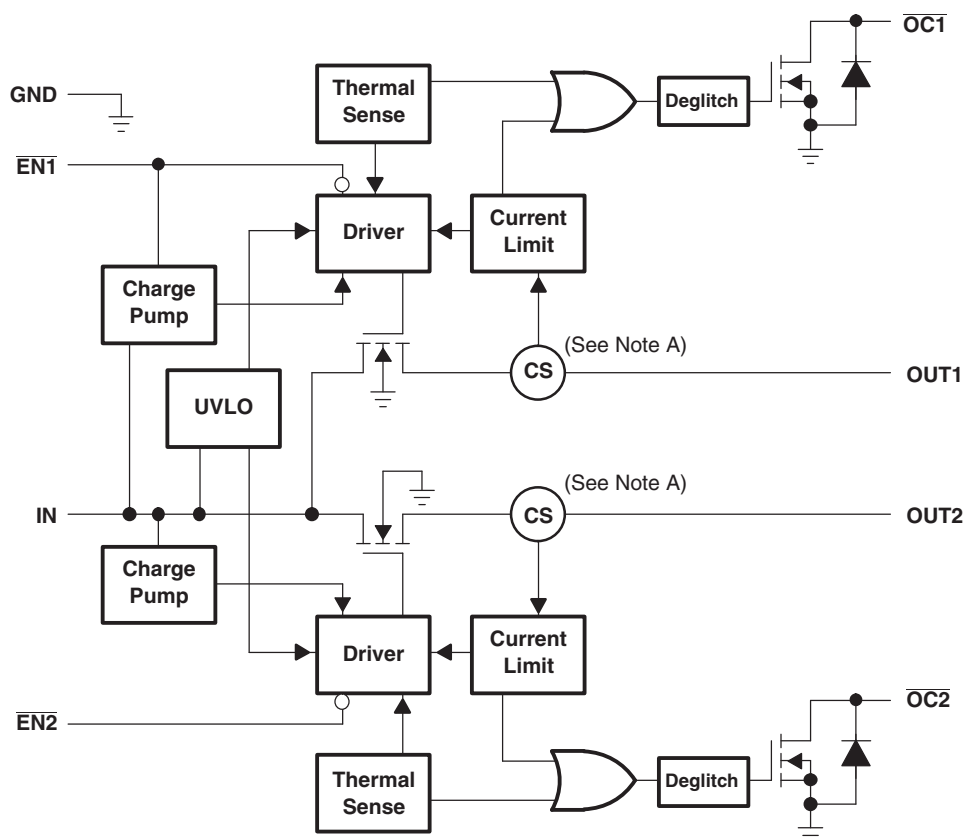 OC1
Thermal
Sense
GND
Deglitch
EN1
Driver
Current
Limit
Charge
Pump
(See Note A)
CS
OUT1
UVLO
(See Note A)
IN
CS
OUT2
Charge
Pump
Driver
Current
Limit
OC2
EN2
Thermal
Sense
Deglitch